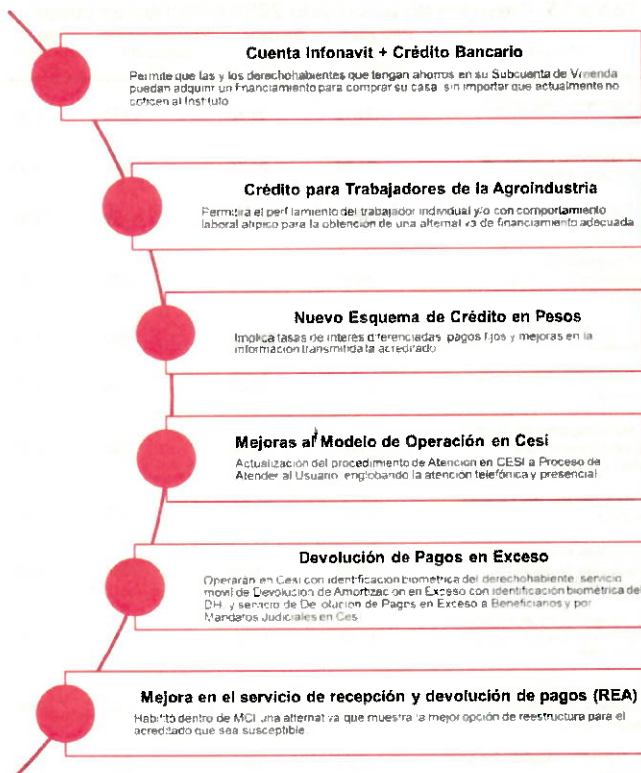 Cuenta Infonavit + Crédito Bancario
Permite que las y los derechohabientes que tengan ahorros en su Subcuenta de Vivienda
puedan adquirir un financiamiento para comprar su casa, sin importar que actualmente no
coticen al Instituto
Crédito para Trabajadores de la Agroindustria
Permitirá el perfilamiento del trabajador individual y/o con comportamiento
laboral atípico para la obtención de una alternativa de financiamiento adecuada
Nuevo Esquema de Crédito en Pesos
Implica tasas de interés diferenciadas, pagos fijos y mejoras en la
información transmitida la acreditado
Mejoras al Modelo de Operación en Cesi
Actualización del procedimiento de Atención en CESI a Proceso de
Atender al Usuario, englobando la atención telefónica y presencial
Devolución de Pagos en Exceso
Operarán en Cesi con identificación biométrica del derechohabiente, servicio
movil de Devolución de Amortización en Exceso con identificación biométrica del
DH, y servicio de Devolución de Pagos en Exceso a Beneficiarios y por
Mandatos Judiciales en Cesi
Mejora en el servicio de recepción y devolución de pagos (REA)
Habilitó dentro de MCI una alternativa que muestra la mejor opción de reestructura para el
acreditado que sea susceptible